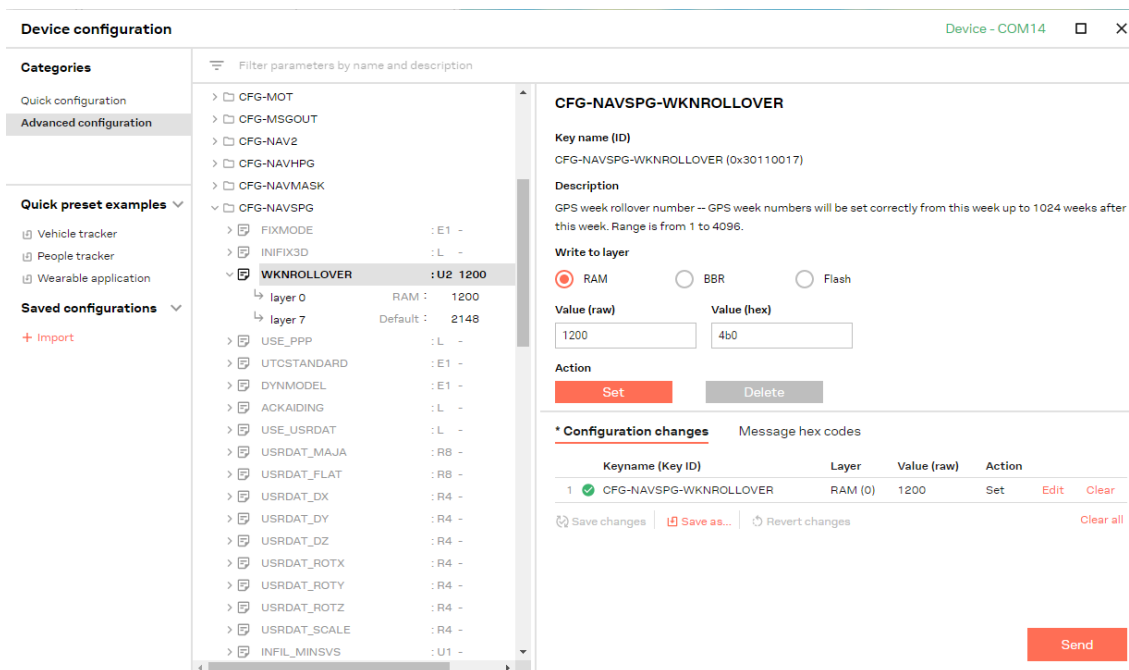 Device configuration
Device - COM14
Categories
Quick configuration
Advanced configuration
Quick preset examples
Vehicle tracker
People tracker
Wearable application
Saved configurations
+ Import
Filter parameters by name and description
CFG-MOT
CFG-MSGOUT
CFG-NAV2
CFG-NAVHPG
CFG-NAVMASK
CFG-NAVSPG
FIXMODE : E1 -
INIFIX3D : L -
WKNROLLOVER : U2 1200
layer 0 RAM : 1200
layer 7 Default : 2148
USE_PPP : L -
UTCSTANDARD : E1 -
DYNMODEL : E1 -
ACKAIDING : L -
USE_USRDAT : L -
USRDAT_MAJA : R8 -
USRDAT_FLAT : R8 -
USRDAT_DX : R4 -
USRDAT_DY : R4 -
USRDAT_DZ : R4 -
USRDAT_ROTX : R4 -
USRDAT_ROTY : R4 -
USRDAT_ROTZ : R4 -
USRDAT_SCALE : R4 -
INFIL_MINSVS : U1 -
CFG-NAVSPG-WKNROLLOVER
Key name (ID)
CFG-NAVSPG-WKNROLLOVER (0x30110017)
Description
GPS week rollover number -- GPS week numbers will be set correctly from this week up to 1024 weeks after
this week. Range is from 1 to 4096.
Write to layer
RAM BBR Flash
Value (raw) Value (hex)
1200 4b0
Action
Set Delete
* Configuration changes Message hex codes
Keyname (Key ID) Layer Value (raw) Action
1 CFG-NAVSPG-WKNROLLOVER RAM (0) 1200 Set Edit Clear
Save changes Save as... Revert changes Clear all
Send